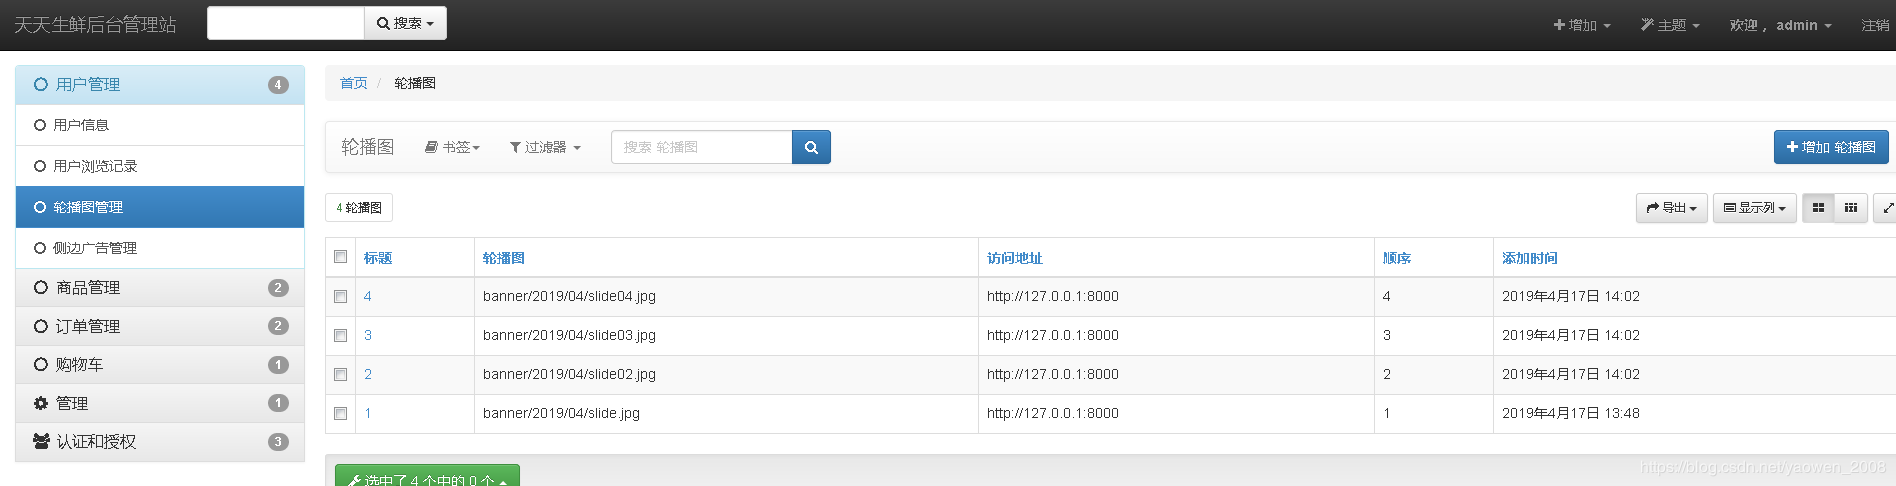 天天生鲜后台管理站 搜索 增加 主题 欢迎， admin 注销
用户管理 4
用户信息
用户浏览记录
轮播图管理
侧边广告管理
商品管理 2
订单管理 2
购物车 1
管理 1
认证和授权 3
首页 / 轮播图
轮播图 书签 过滤器 搜索 轮播图 增加 轮播图
4 轮播图 导出 显示列
标题 轮播图 访问地址 顺序 添加时间
4 banner/2019/04/slide04.jpg http://127.0.0.1:8000 4 2019年4月17日 14:02
3 banner/2019/04/slide03.jpg http://127.0.0.1:8000 3 2019年4月17日 14:02
2 banner/2019/04/slide02.jpg http://127.0.0.1:8000 2 2019年4月17日 14:02
1 banner/2019/04/slide.jpg http://127.0.0.1:8000 1 2019年4月17日 13:48
选中了 4 个中的 0 个
https://blog.csdn.net/yaowen_2008